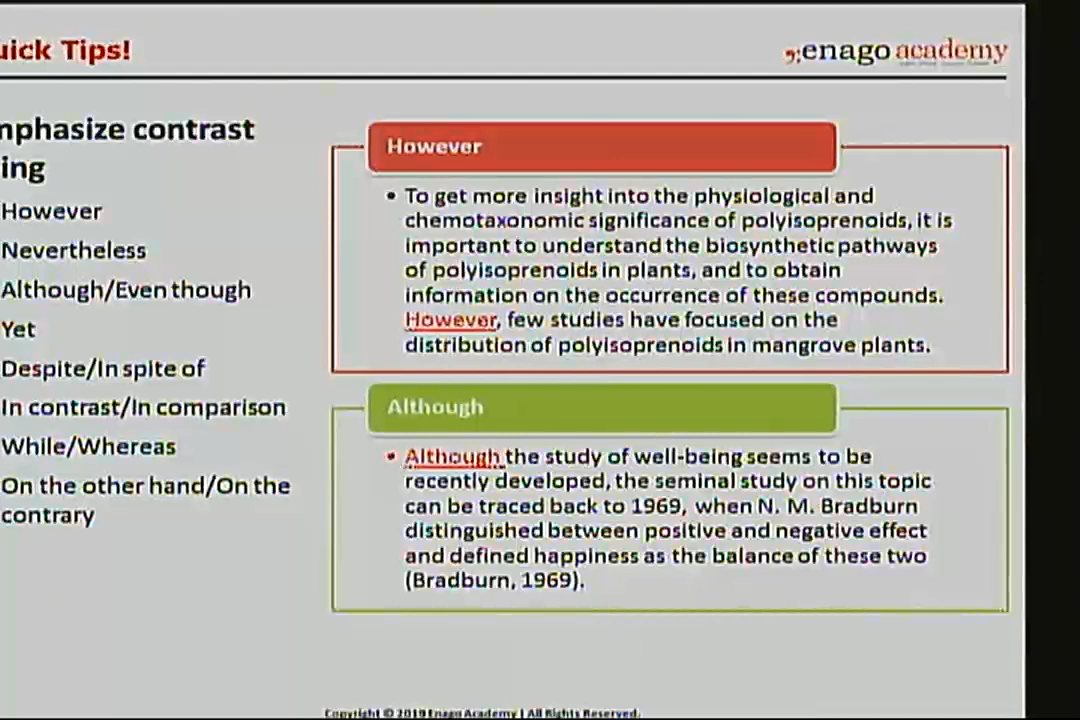 uick Tips!
enago academy
nphasize contrast
ing
However
Nevertheless
Although/Even though
Yet
Despite/In spite of
In contrast/In comparison
While/Whereas
On the other hand/On the
contrary
However
• To get more insight into the physiological and
chemotaxonomic significance of polyisoprenoids, it is
important to understand the biosynthetic pathways
of polyisoprenoids in plants, and to obtain
information on the occurrence of these compounds.
However, few studies have focused on the
distribution of polyisoprenoids in mangrove plants.
Although
• Although the study of well-being seems to be
recently developed, the seminal study on this topic
can be traced back to 1969, when N. M. Bradburn
distinguished between positive and negative effect
and defined happiness as the balance of these two
(Bradburn, 1969).
Copyright © 2019 Enago Academy | All Rights Reserved.